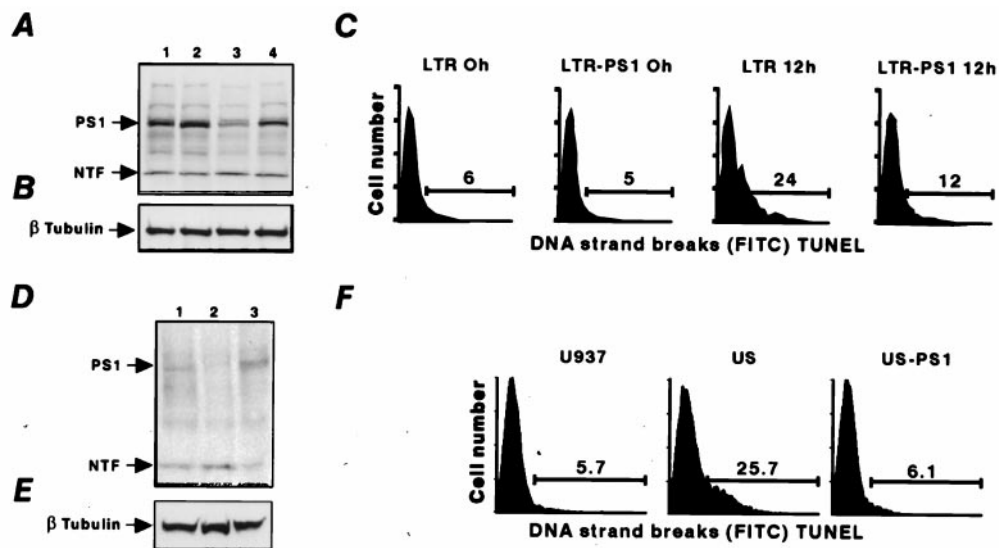 A
1 2 3 4
PS1
NTF
B
β Tubulin
C
LTR Oh LTR-PS1 Oh LTR 12h LTR-PS1 12h
Cell number
6 5 24 12
DNA strand breaks (FITC) TUNEL
D
1 2 3
PS1
NTF
E
β Tubulin
F
U937 US US-PS1
Cell number
5.7 25.7 6.1
DNA strand breaks (FITC) TUNEL